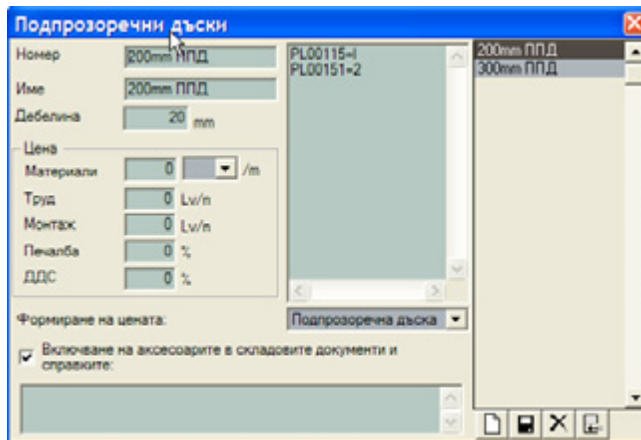 Подпрозоречни дъски
Номер 200mm ППД
Име 200mm ППД
Дебелина 20 mm
Цена
Материали 0 /m
Труд 0 Lv/n
Монтаж 0 Lv/n
Печалба 0 %
ДДС 0 %
PL00115=l
PL00151=2
200mm ППД
300mm ППД
Формиране на цената: Подпрозоречна дъска
Включване на аксесоарите в складовите документи и
справките: